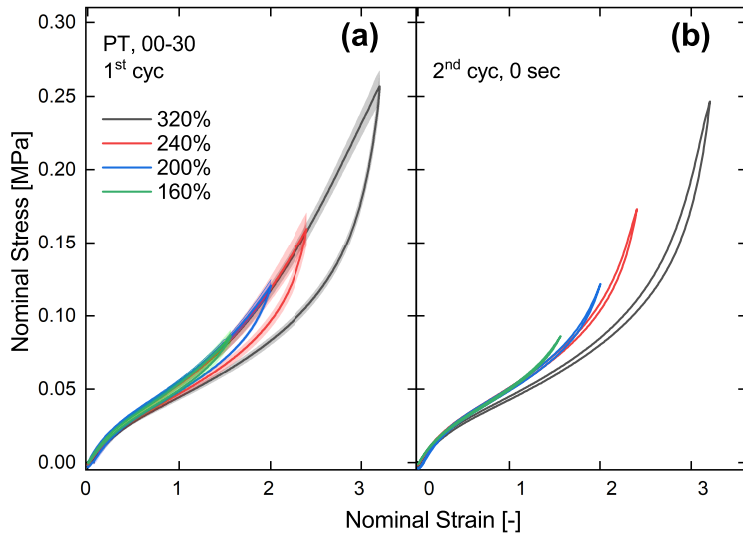 0.30
0.25
0.20
0.15
0.10
0.05
0.00
Nominal Stress [MPa]
(a)
PT, 00-30
1st cyc
320%
240%
200%
160%
0 1 2 3
(b)
2nd cyc, 0 sec
0 1 2 3
Nominal Strain [-]